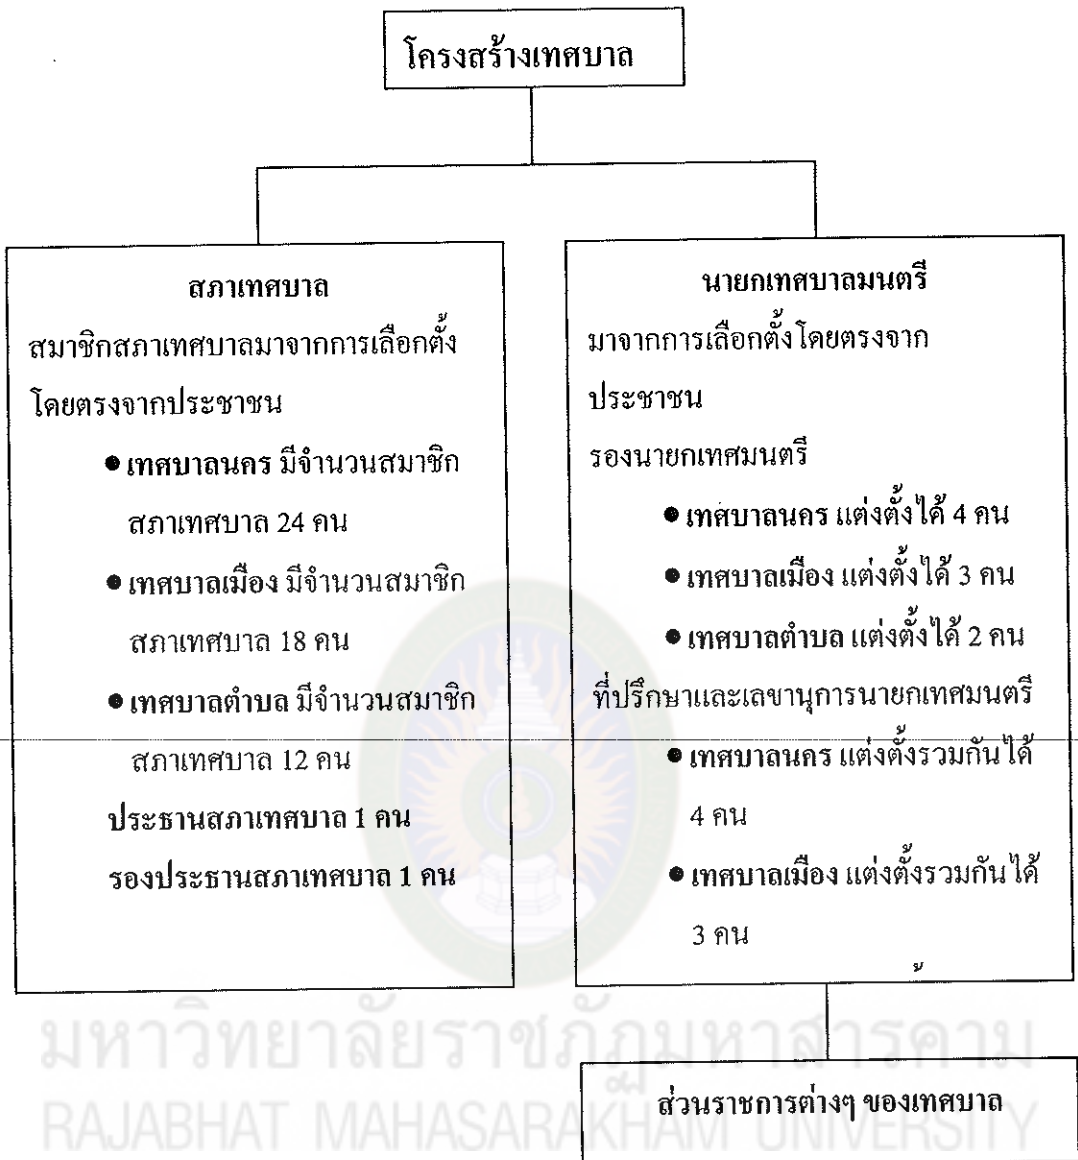 โครงสร้างเทศบาล
สภาเทศบาล
สมาชิกสภาเทศบาลมาจากการเลือกตั้ง
โดยตรงจากประชาชน
● เทศบาลนคร มีจำนวนสมาชิก
สภาเทศบาล 24 คน
● เทศบาลเมือง มีจำนวนสมาชิก
สภาเทศบาล 18 คน
● เทศบาลตำบล มีจำนวนสมาชิก
สภาเทศบาล 12 คน
ประธานสภาเทศบาล 1 คน
รองประธานสภาเทศบาล 1 คน
นายกเทศบาลมนตรี
มาจากการเลือกตั้งโดยตรงจาก
ประชาชน
รองนายกเทศมนตรี
● เทศบาลนคร แต่งตั้งได้ 4 คน
● เทศบาลเมือง แต่งตั้งได้ 3 คน
● เทศบาลตำบล แต่งตั้งได้ 2 คน
ที่ปรึกษาและเลขานุการนายกเทศมนตรี
● เทศบาลนคร แต่งตั้งรวมกันได้
4 คน
● เทศบาลเมือง แต่งตั้งรวมกันได้
3 คน
ส่วนราชการต่างๆ ของเทศบาล
มหาวิทยาลัยราชภัฏมหาสารคาม
RAJABHAT MAHASARAKHAM UNIVERSITY